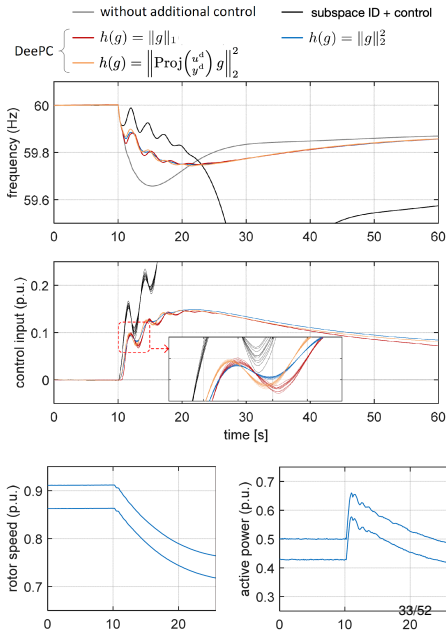 without additional control
subspace ID + control
DeePC
h(g) = ‖g‖₁
h(g) = ‖g‖₂²
h(g) = ‖Proj(uᵈ yᵈ) g‖₂²
frequency (Hz)
60
59.8
59.6
0 10 20 30 40 50 60
control input (p.u.)
0.2
0.1
0
0 10 20 30 40 50 60
time [s]
rotor speed (p.u.)
0.9
0.8
0.7
0 10 20
active power (p.u.)
0.7
0.6
0.5
0.4
0.3
0 10 20
33/52